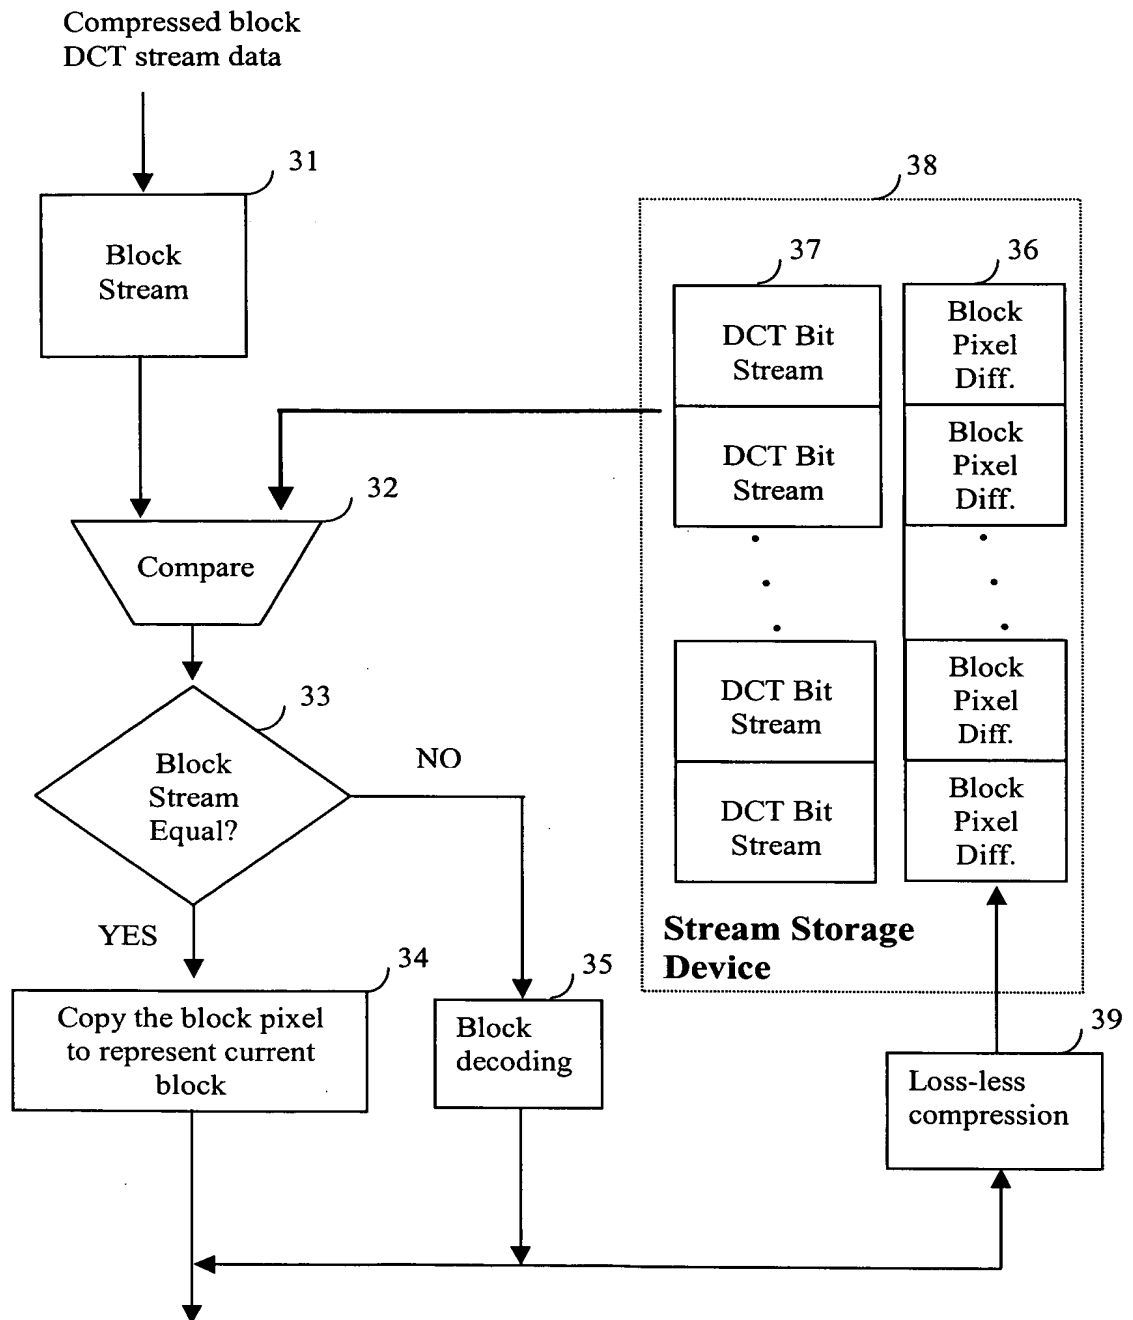 Compressed block
DCT stream data
31
Block
Stream
38
37
36
DCT Bit
Stream
Block
Pixel
Diff.
DCT Bit
Stream
Block
Pixel
Diff.
32
Compare
33
Block
Stream
Equal?
NO
YES
DCT Bit
Stream
Block
Pixel
Diff.
DCT Bit
Stream
Block
Pixel
Diff.
Stream Storage
Device
34
Copy the block pixel
to represent current
block
35
Block
decoding
39
Loss-less
compression